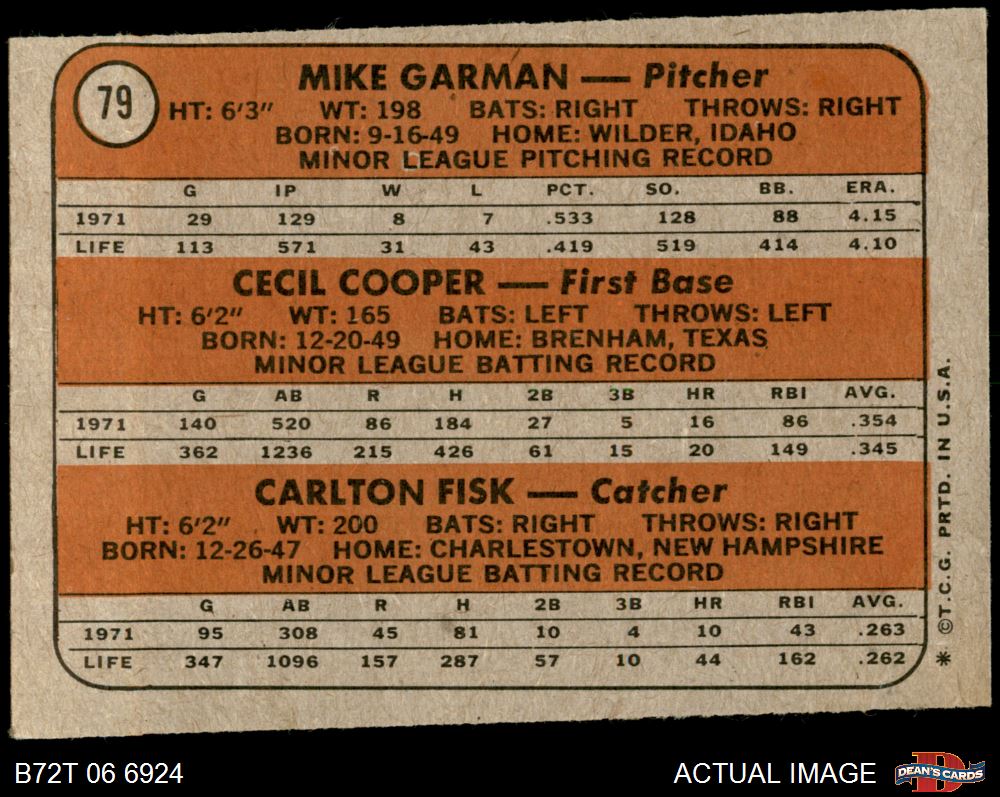 79
MIKE GARMAN — Pitcher
HT: 6'3" WT: 198 BATS: RIGHT THROWS: RIGHT
BORN: 9-16-49 HOME: WILDER, IDAHO
MINOR LEAGUE PITCHING RECORD
G IP W L PCT. SO. BB. ERA.
1971 29 129 8 7 .533 128 88 4.15
LIFE 113 571 31 43 .419 519 414 4.10
CECIL COOPER — First Base
HT: 6'2" WT: 165 BATS: LEFT THROWS: LEFT
BORN: 12-20-49 HOME: BRENHAM, TEXAS
MINOR LEAGUE BATTING RECORD
G AB R H 2B 3B HR RBI AVG.
1971 140 520 86 184 27 5 16 86 .354
LIFE 362 1236 215 426 61 15 20 149 .345
CARLTON FISK — Catcher
HT: 6'2" WT: 200 BATS: RIGHT THROWS: RIGHT
BORN: 12-26-47 HOME: CHARLESTOWN, NEW HAMPSHIRE
MINOR LEAGUE BATTING RECORD
G AB R H 2B 3B HR RBI AVG.
1971 95 308 45 81 10 4 10 43 .263
LIFE 347 1096 157 287 57 10 44 162 .262
* ©T.C.G. PRTD. IN U.S.A.
B72T 06 6924
ACTUAL IMAGE
D
DEAN'S CARDS